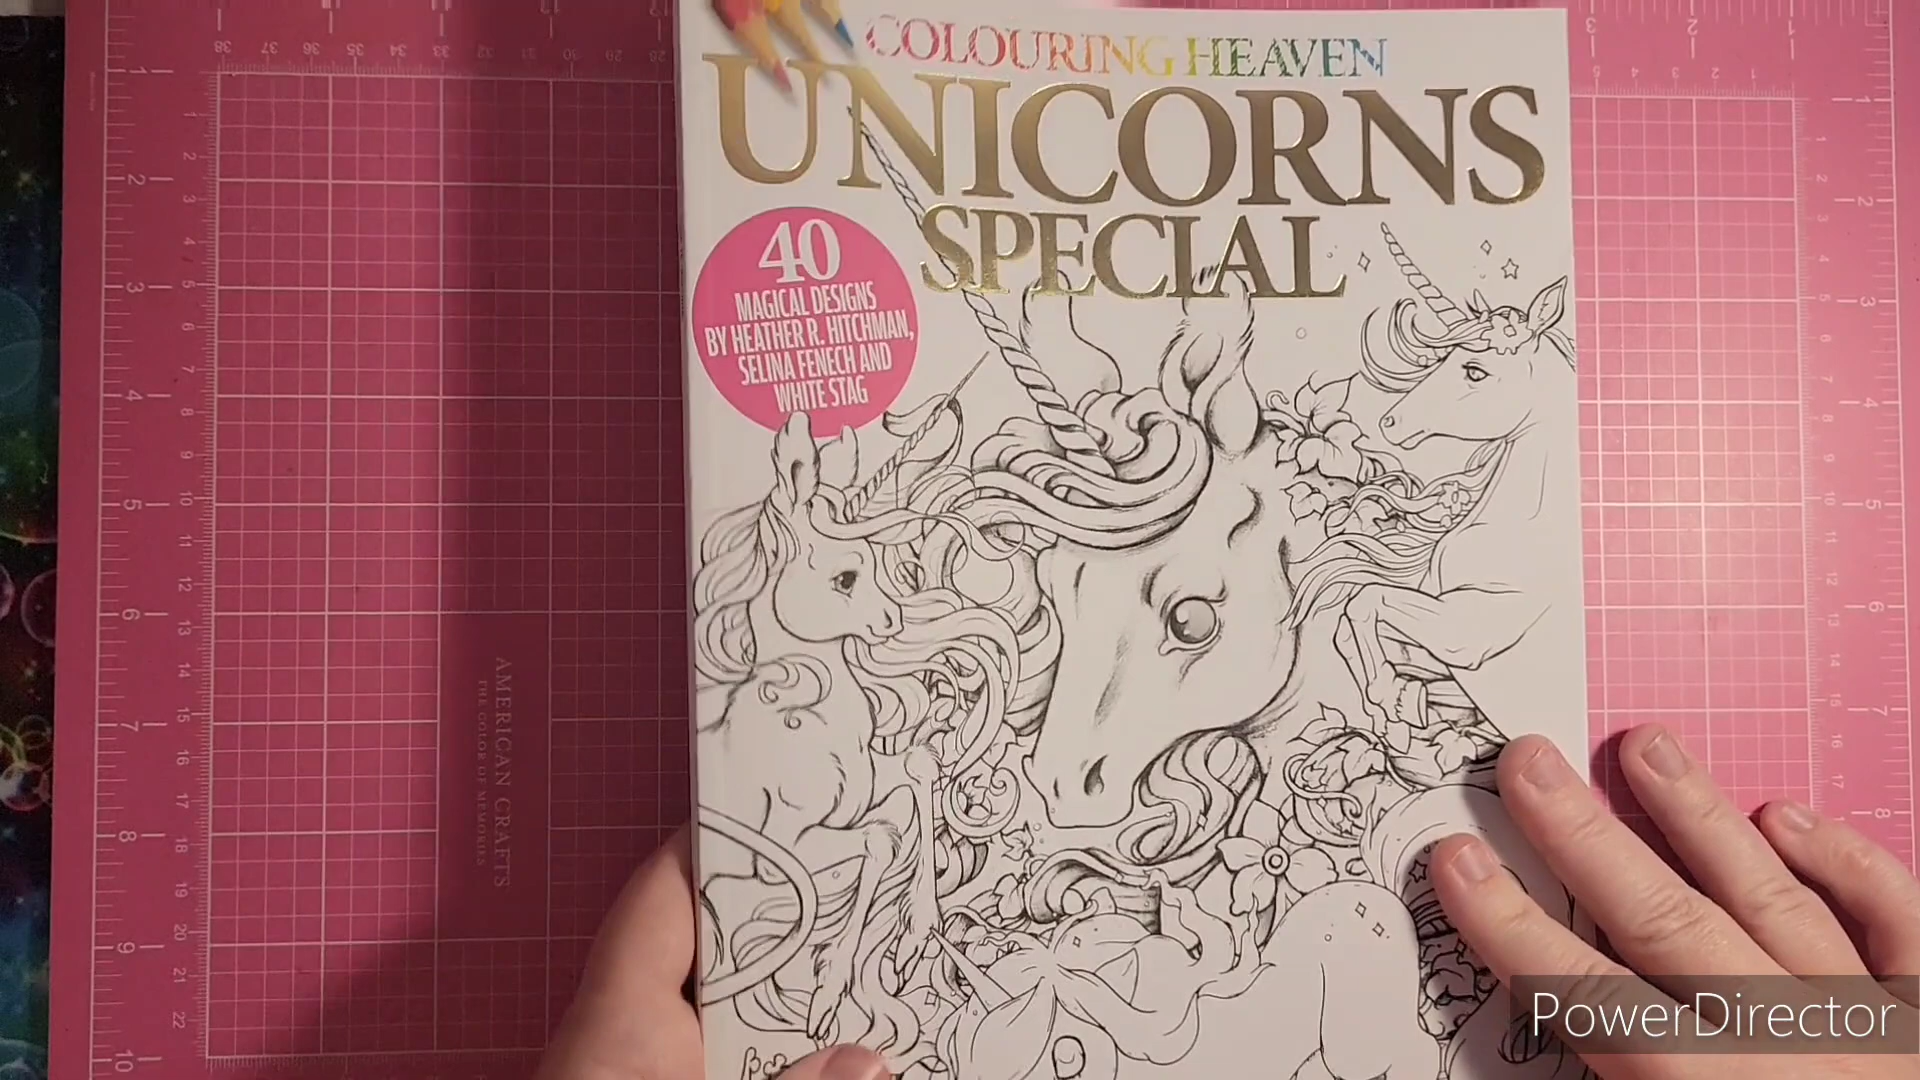 COLOURING HEAVEN
UNICORNS
SPECIAL
40
MAGICAL DESIGNS
BY HEATHER R. HITCHMAN,
SELINA FENECH AND
WHITE STAG
AMERICAN CRAFTS
THE COLOR OF MEMORIES
PowerDirector